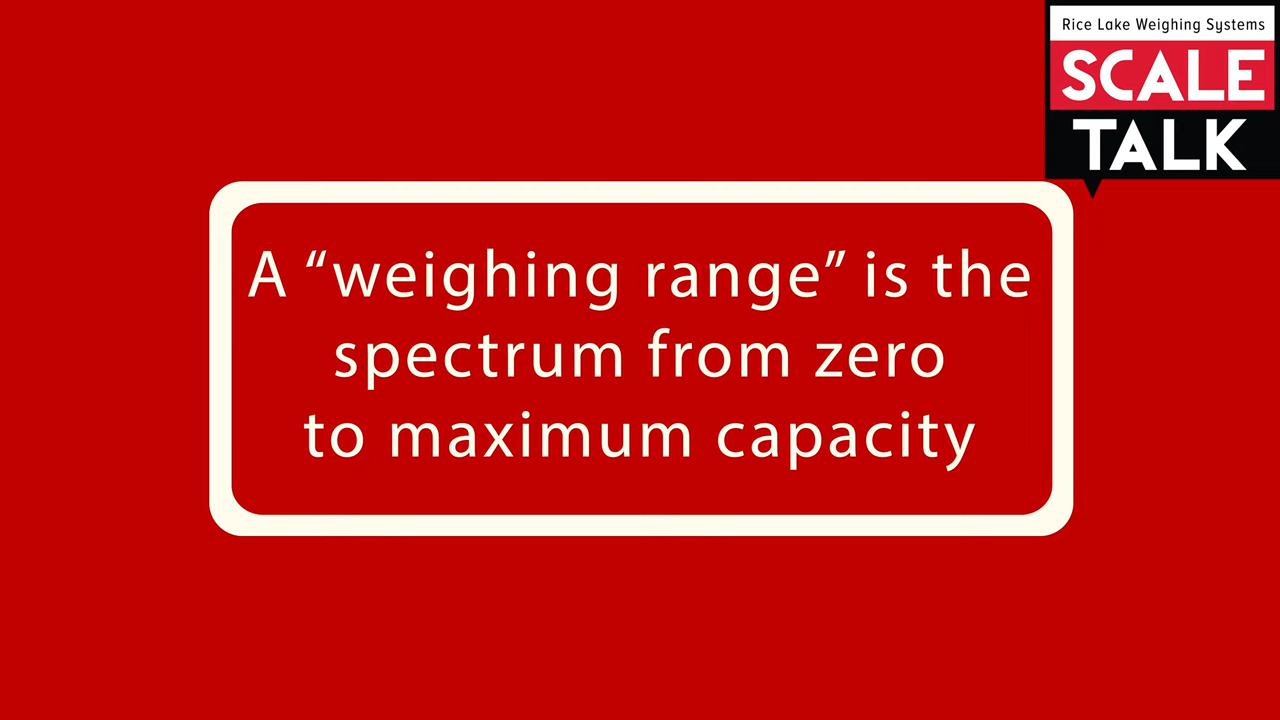 Rice Lake Weighing Systems
SCALE
TALK
A “weighing range” is the
spectrum from zero
to maximum capacity